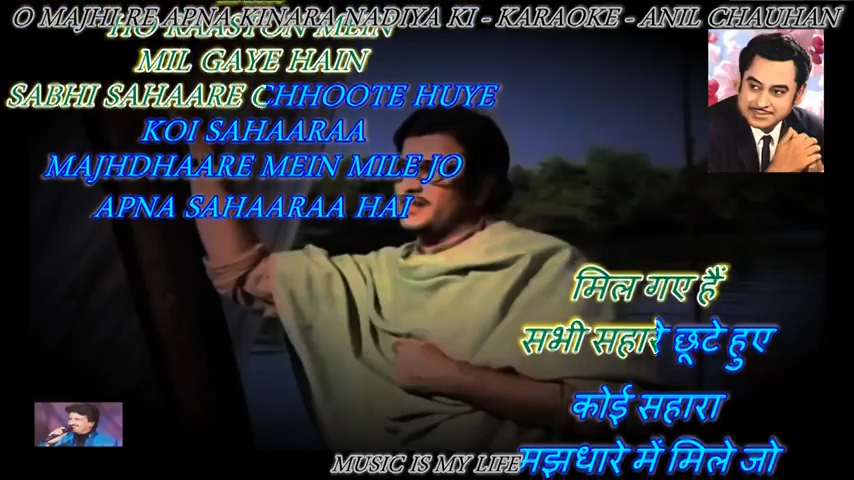 O MAJHI RE APNA KINARA NADIYA KI - KARAOKE - ANIL CHAUHAN
HO RAASTON MEIN
MIL GAYE HAIN
SABHI SAHAARE CHHOOTE HUYE
KOI SAHAARAA
MAJHDHAARE MEIN MILE JO
APNA SAHAARAA HAI
मिल गए हैं
सभी सहारे छूटे हुए
कोई सहारा
मझधारे में मिले जो
MUSIC IS MY LIFE